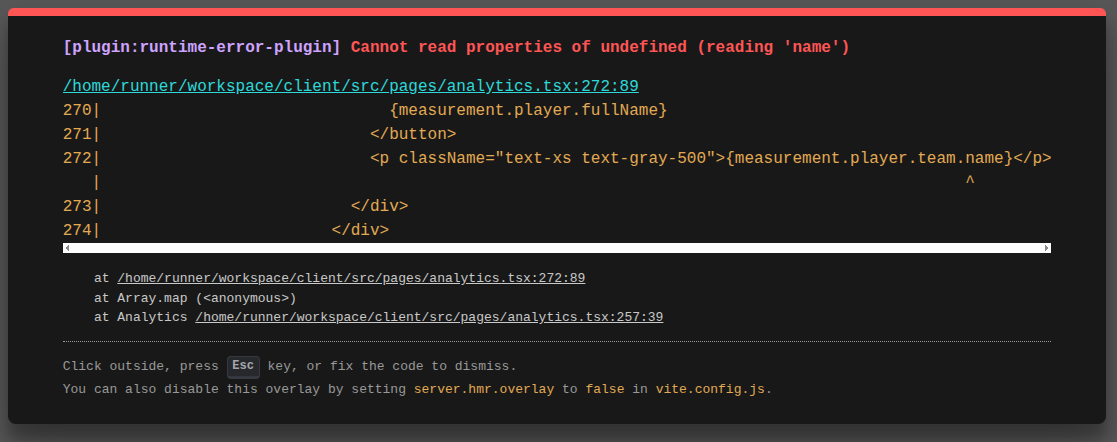 [plugin:runtime-error-plugin] Cannot read properties of undefined (reading 'name')
/home/runner/workspace/client/src/pages/analytics.tsx:272:89
270|                              {measurement.player.fullName}
271|                            </button>
272|                            <p className="text-xs text-gray-500">{measurement.player.team.name}</p>
   |                                                                                          ^
273|                          </div>
274|                        </div>
at /home/runner/workspace/client/src/pages/analytics.tsx:272:89
at Array.map (<anonymous>)
at Analytics /home/runner/workspace/client/src/pages/analytics.tsx:257:39
Click outside, press Esc key, or fix the code to dismiss.
You can also disable this overlay by setting server.hmr.overlay to false in vite.config.js.